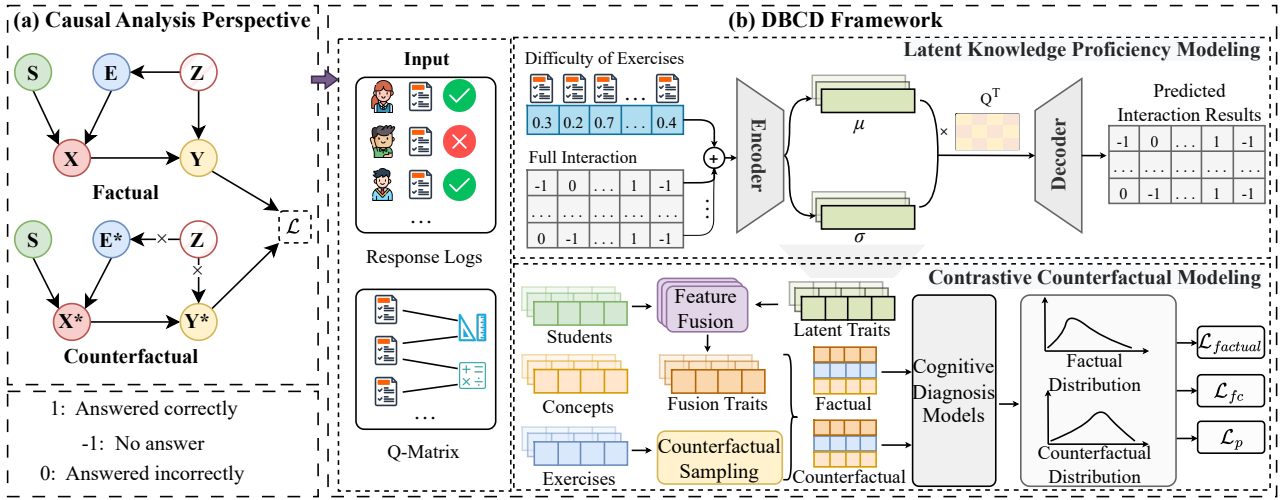 (a) Causal Analysis Perspective
S
E
Z
X
Y
Factual
ℒ
S
E*
×
Z
×
X*
Y*
Counterfactual
1: Answered correctly
-1: No answer
0: Answered incorrectly
(b) DBCD Framework
Input
...
Response Logs
...
Q-Matrix
Latent Knowledge Proficiency Modeling
Difficulty of Exercises
...
0.3 0.2 0.7 ... 0.4
Full Interaction
-1 0 ... 1 -1
... ... ... ...
0 -1 ... 1 -1
+
⋮
Encoder
μ
σ
×
Q^T
Decoder
Predicted
Interaction Results
-1 0 ... 1 -1
... ... ... ...
0 -1 ... 1 -1
Contrastive Counterfactual Modeling
Students
Feature
Fusion
Latent Traits
Concepts
Fusion Traits
Factual
Exercises
Counterfactual
Sampling
Counterfactual
Cognitive
Diagnosis
Models
Factual
Distribution
Counterfactual
Distribution
ℒ_factual
ℒ_fc
ℒ_p